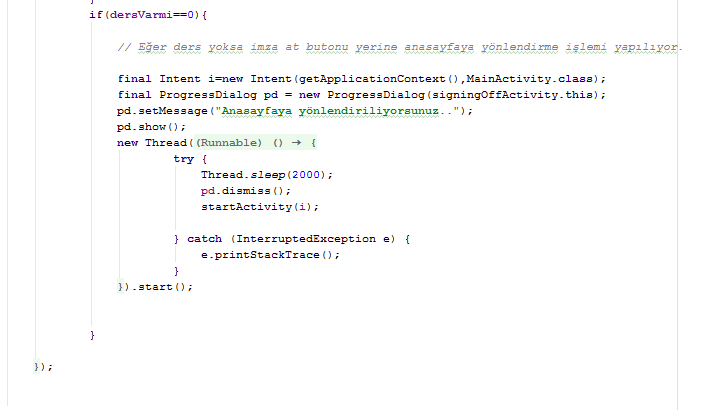 }
if(dersVarmi==0){
// Eğer ders yoksa imza at butonu yerine anasayfaya yönlendirme işlemi yapılıyor.
final Intent i=new Intent(getApplicationContext(),MainActivity.class);
final ProgressDialog pd = new ProgressDialog(signingOffActivity.this);
pd.setMessage("Anasayfaya yönlendiriliyorsunuz..");
pd.show();
new Thread((Runnable) () → {
try {
Thread.sleep(2000);
pd.dismiss();
startActivity(i);
} catch (InterruptedException e) {
e.printStackTrace();
}
}).start();
}
});